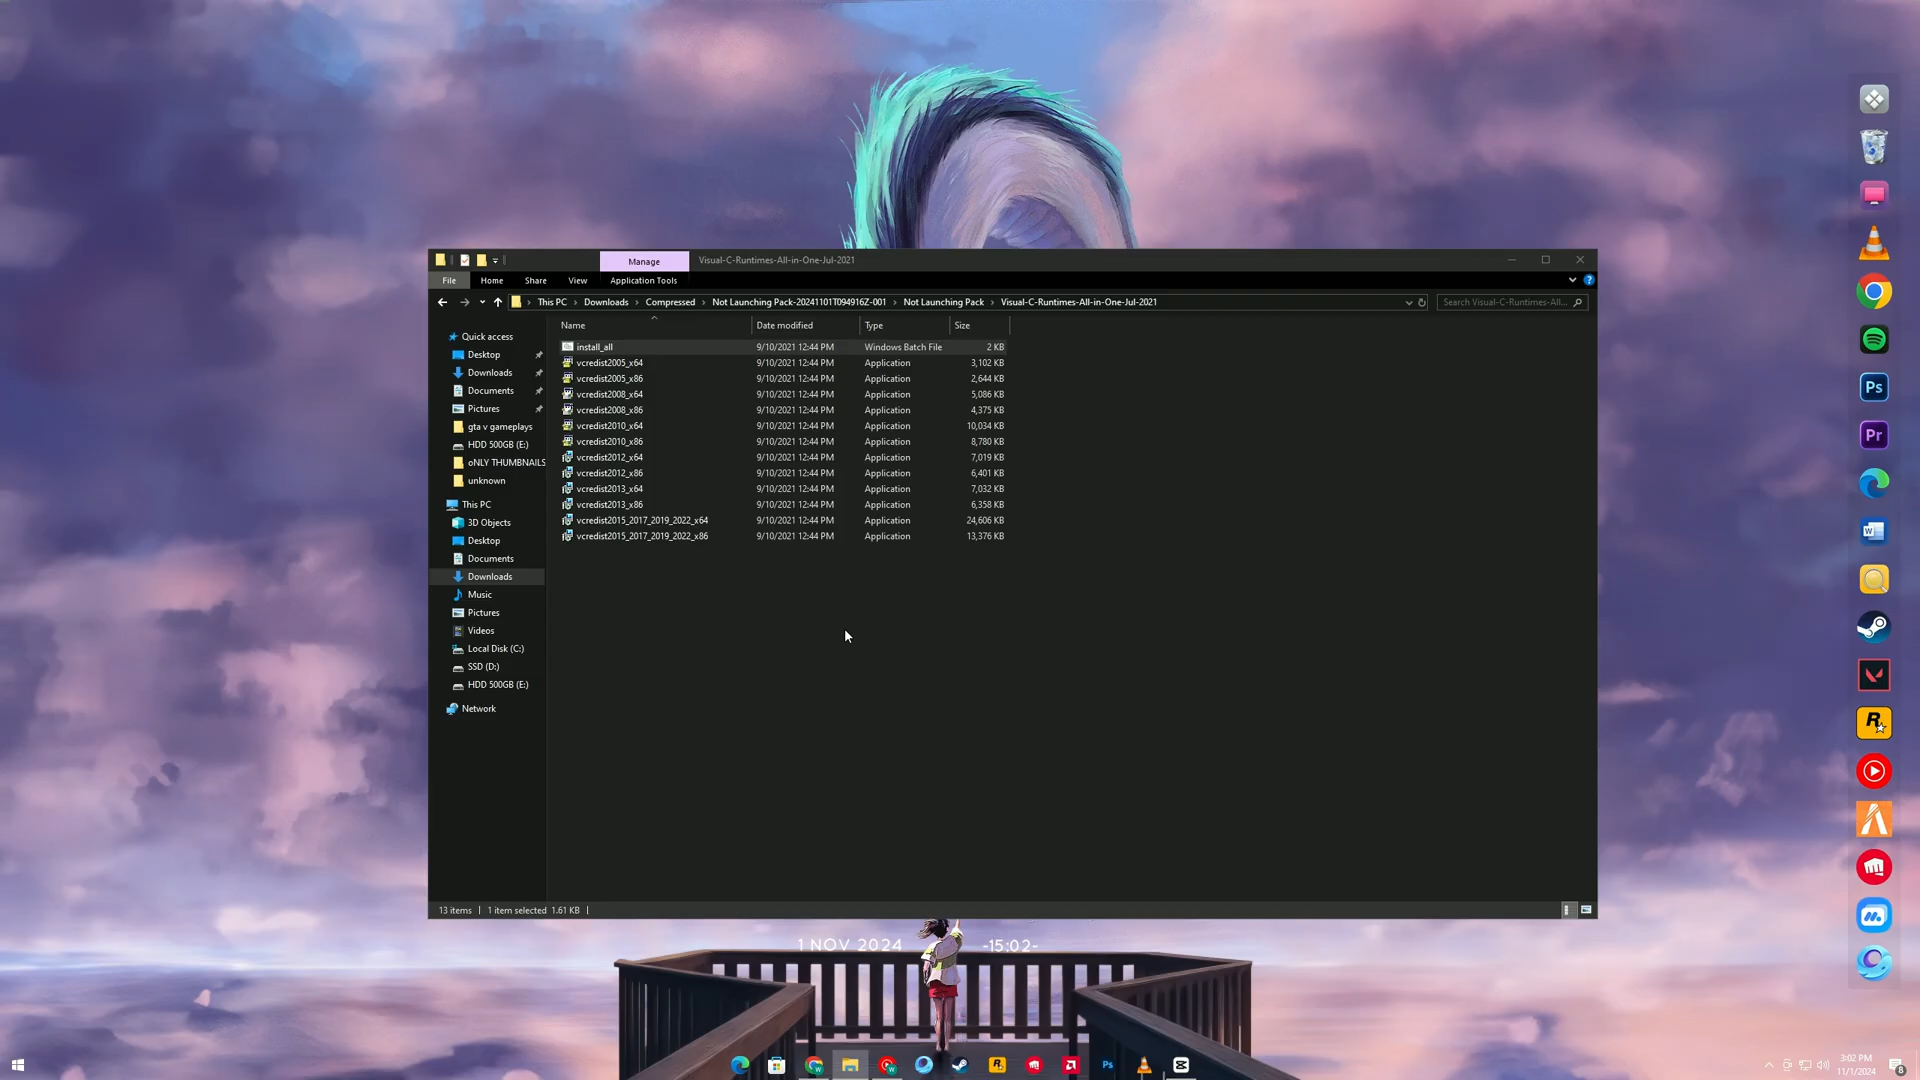 Manage
Visual-C-Runtimes-All-in-One-Jul-2021
File Home Share View Application Tools
This PC › Downloads › Compressed › Not Launching Pack-20241101T094916Z-001 › Not Launching Pack › Visual-C-Runtimes-All-in-One-Jul-2021
Search Visual-C-Runtimes-All-...
Name Date modified Type Size
Quick access
Desktop
Downloads
Documents
Pictures
gta v gameplays
HDD 500GB (E:)
oNLY THUMBNAILS
unknown
This PC
3D Objects
Desktop
Documents
Downloads
Music
Pictures
Videos
Local Disk (C:)
SSD (D:)
HDD 500GB (E:)
Network
install_all 9/10/2021 12:44 PM Windows Batch File 2 KB
vcredist2005_x64 9/10/2021 12:44 PM Application 3,102 KB
vcredist2005_x86 9/10/2021 12:44 PM Application 2,644 KB
vcredist2008_x64 9/10/2021 12:44 PM Application 5,086 KB
vcredist2008_x86 9/10/2021 12:44 PM Application 4,375 KB
vcredist2010_x64 9/10/2021 12:44 PM Application 10,034 KB
vcredist2010_x86 9/10/2021 12:44 PM Application 8,780 KB
vcredist2012_x64 9/10/2021 12:44 PM Application 7,019 KB
vcredist2012_x86 9/10/2021 12:44 PM Application 6,401 KB
vcredist2013_x64 9/10/2021 12:44 PM Application 7,032 KB
vcredist2013_x86 9/10/2021 12:44 PM Application 6,358 KB
vcredist2015_2017_2019_2022_x64 9/10/2021 12:44 PM Application 24,606 KB
vcredist2015_2017_2019_2022_x86 9/10/2021 12:44 PM Application 13,376 KB
13 items 1 item selected 1.61 KB
1 NOV 2024 -15:02-
Ps
Pr
Ps
3:02 PM
11/1/2024
8